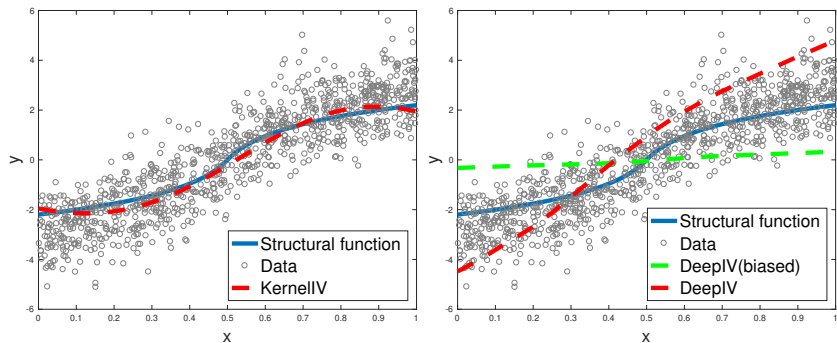 6
4
2
0
-2
-4
-6
y
0 0.1 0.2 0.3 0.4 0.5 0.6 0.7 0.8 0.9 1
x
Structural function
Data
KernelIV
6
4
2
0
-2
-4
-6
y
0 0.1 0.2 0.3 0.4 0.5 0.6 0.7 0.8 0.9 1
x
Structural function
Data
DeepIV(biased)
DeepIV